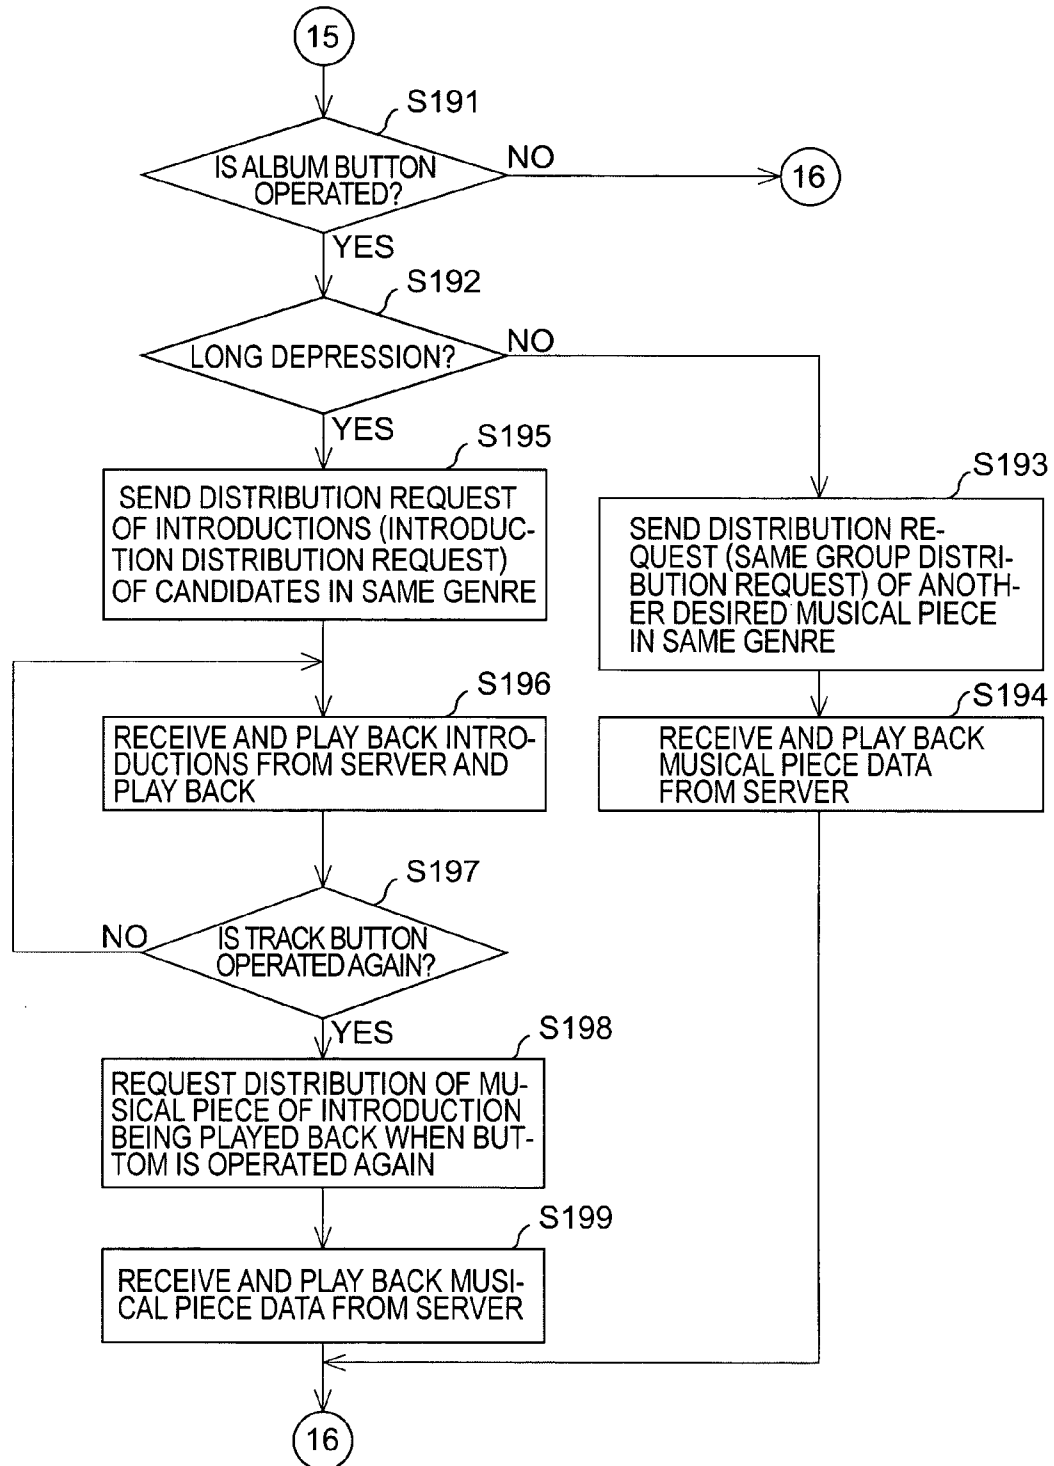 15
S191
IS ALBUM BUTTON
OPERATED?
NO
16
YES
S192
LONG DEPRESSION?
NO
YES
S195
SEND DISTRIBUTION REQUEST
OF INTRODUCTIONS (INTRODUC-
TION DISTRIBUTION REQUEST)
OF CANDIDATES IN SAME GENRE
S193
SEND DISTRIBUTION RE-
QUEST (SAME GROUP DISTRI-
BUTION REQUEST) OF ANOTH-
ER DESIRED MUSICAL PIECE
IN SAME GENRE
S196
RECEIVE AND PLAY BACK INTRO-
DUCTIONS FROM SERVER AND
PLAY BACK
S194
RECEIVE AND PLAY BACK
MUSICAL PIECE DATA
FROM SERVER
S197
IS TRACK BUTTON
OPERATED AGAIN?
NO
YES
S198
REQUEST DISTRIBUTION OF MU-
SICAL PIECE OF INTRODUCTION
BEING PLAYED BACK WHEN BUT-
TOM IS OPERATED AGAIN
S199
RECEIVE AND PLAY BACK MUSI-
CAL PIECE DATA FROM SERVER
16